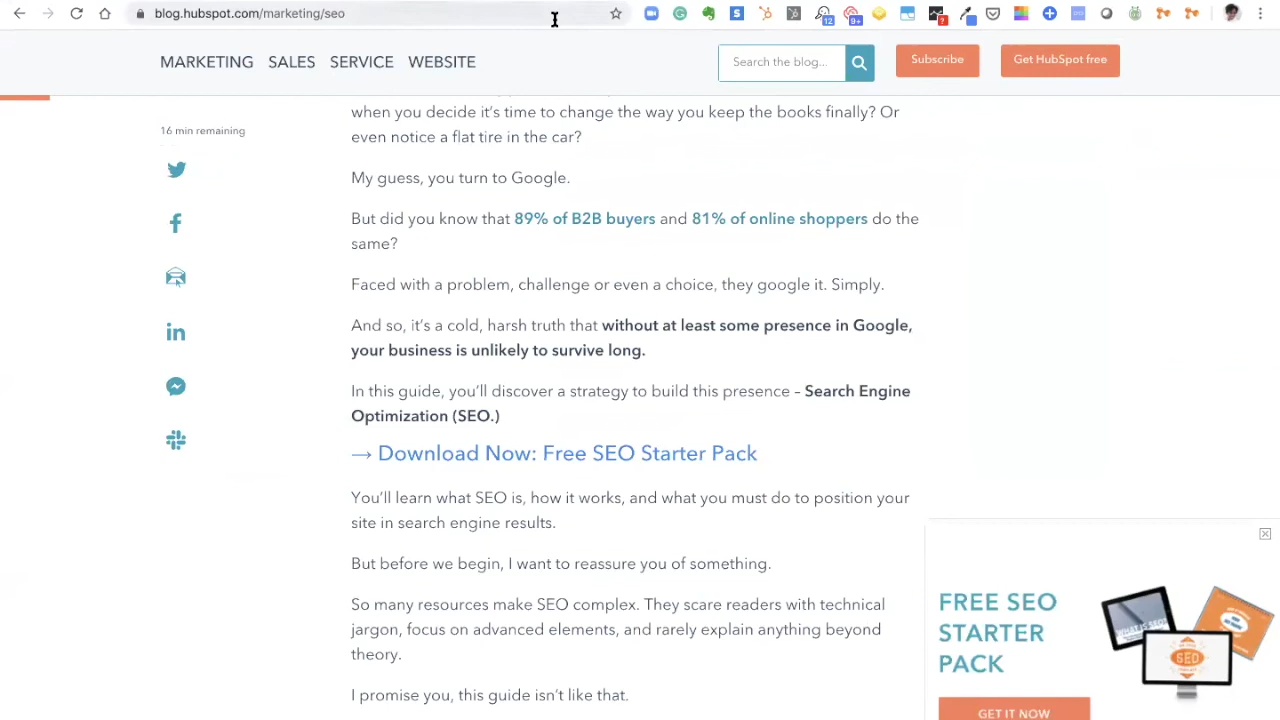 blog.hubspot.com/marketing/seo
12
9+
?
MARKETING SALES SERVICE WEBSITE
Search the blog...
Subscribe
Get HubSpot free
16 min remaining
when you decide it's time to change the way you keep the books finally? Or
even notice a flat tire in the car?
My guess, you turn to Google.
But did you know that 89% of B2B buyers and 81% of online shoppers do the
same?
Faced with a problem, challenge or even a choice, they google it. Simply.
And so, it's a cold, harsh truth that without at least some presence in Google,
your business is unlikely to survive long.
In this guide, you'll discover a strategy to build this presence – Search Engine
Optimization (SEO.)
→ Download Now: Free SEO Starter Pack
You'll learn what SEO is, how it works, and what you must do to position your
site in search engine results.
But before we begin, I want to reassure you of something.
So many resources make SEO complex. They scare readers with technical
jargon, focus on advanced elements, and rarely explain anything beyond
theory.
I promise you, this guide isn't like that.
FREE SEO
STARTER
PACK
SEO
GET IT NOW